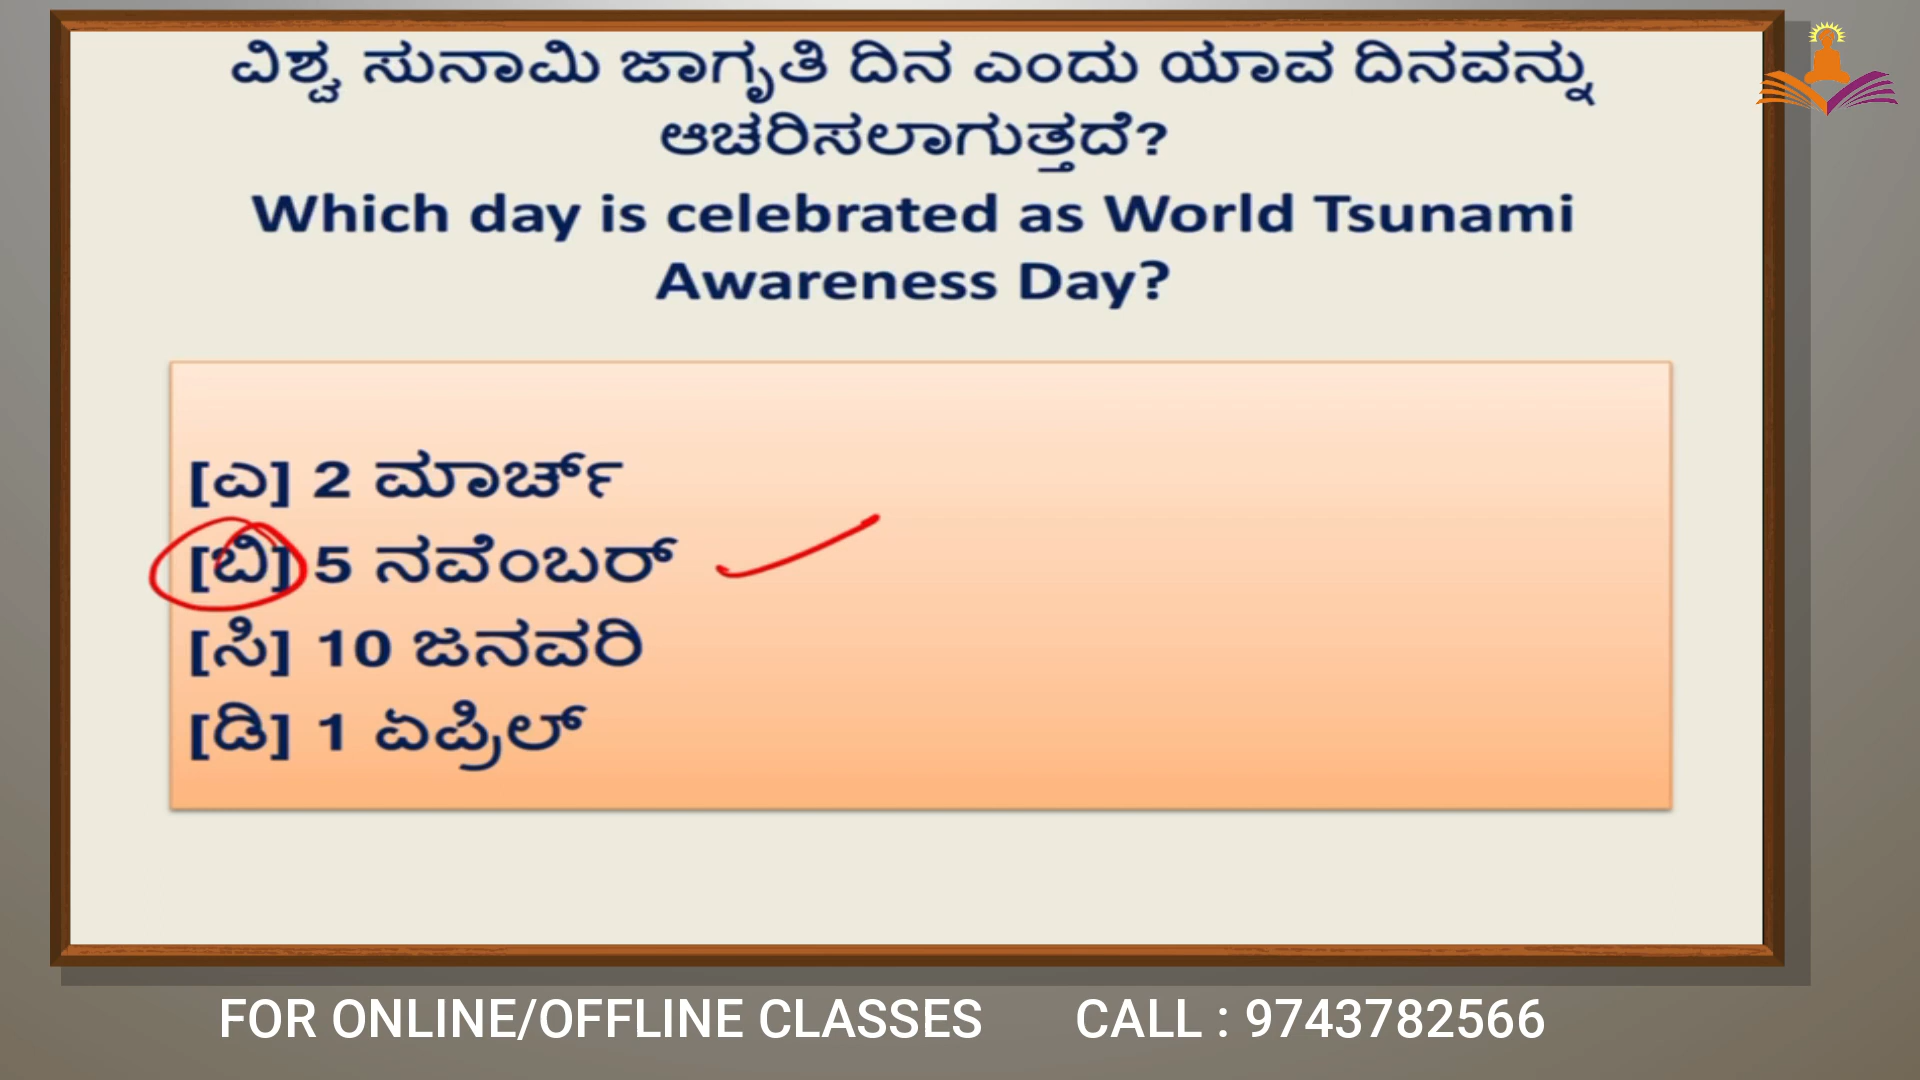 ವಿಶ್ವ ಸುನಾಮಿ ಜಾಗೃತಿ ದಿನ ಎಂದು ಯಾವ ದಿನವನ್ನು
ಆಚರಿಸಲಾಗುತ್ತದೆ?
Which day is celebrated as World Tsunami
Awareness Day?
[ಎ] 2 ಮಾರ್ಚ್
[ಬಿ] 5 ನವೆಂಬರ್
[ಸಿ] 10 ಜನವರಿ
[ಡಿ] 1 ಏಪ್ರಿಲ್
FOR ONLINE/OFFLINE CLASSES CALL : 9743782566